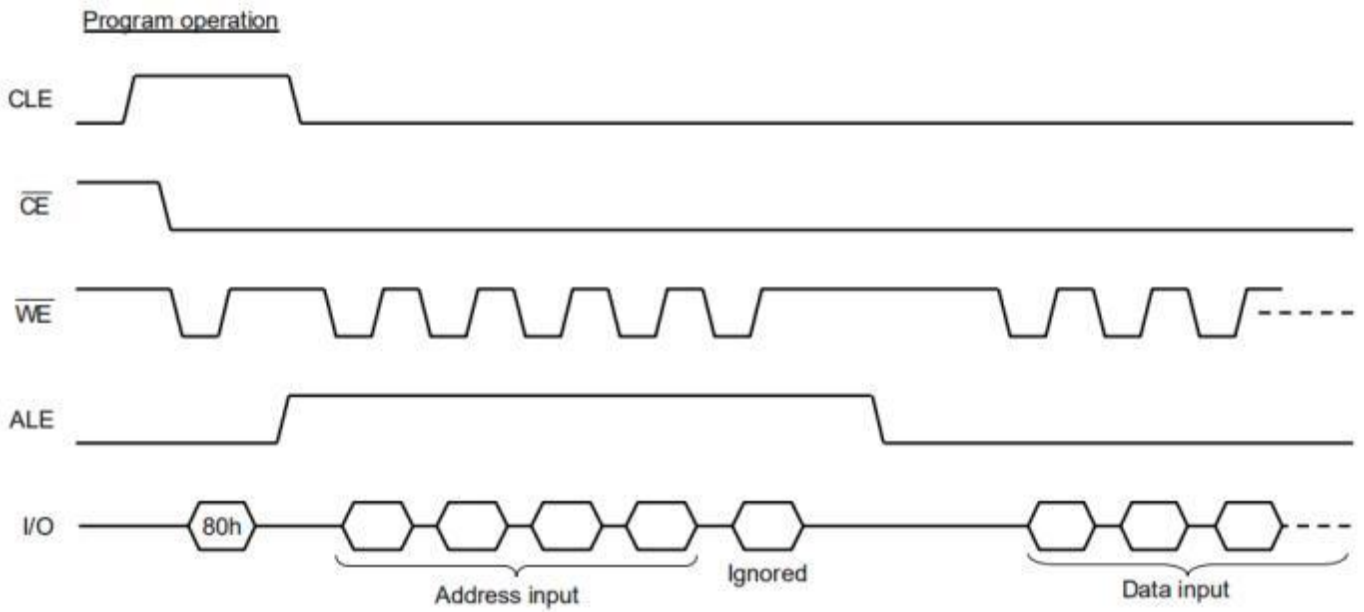 Program operation
CLE
CE
WE
ALE
I/O
80h
Address input
Ignored
Data input